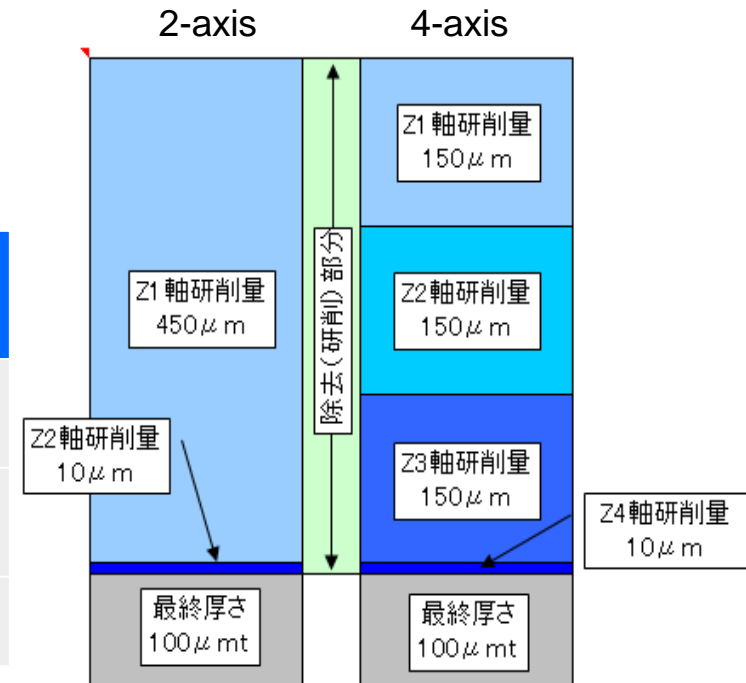 2-axis
4-axis
Z1軸研削量
450μm
Z2軸研削量
10μm
最終厚さ
100μmt
除去(研削)部分
Z1軸研削量
150μm
Z2軸研削量
150μm
Z3軸研削量
150μm
Z4軸研削量
10μm
最終厚さ
100μmt